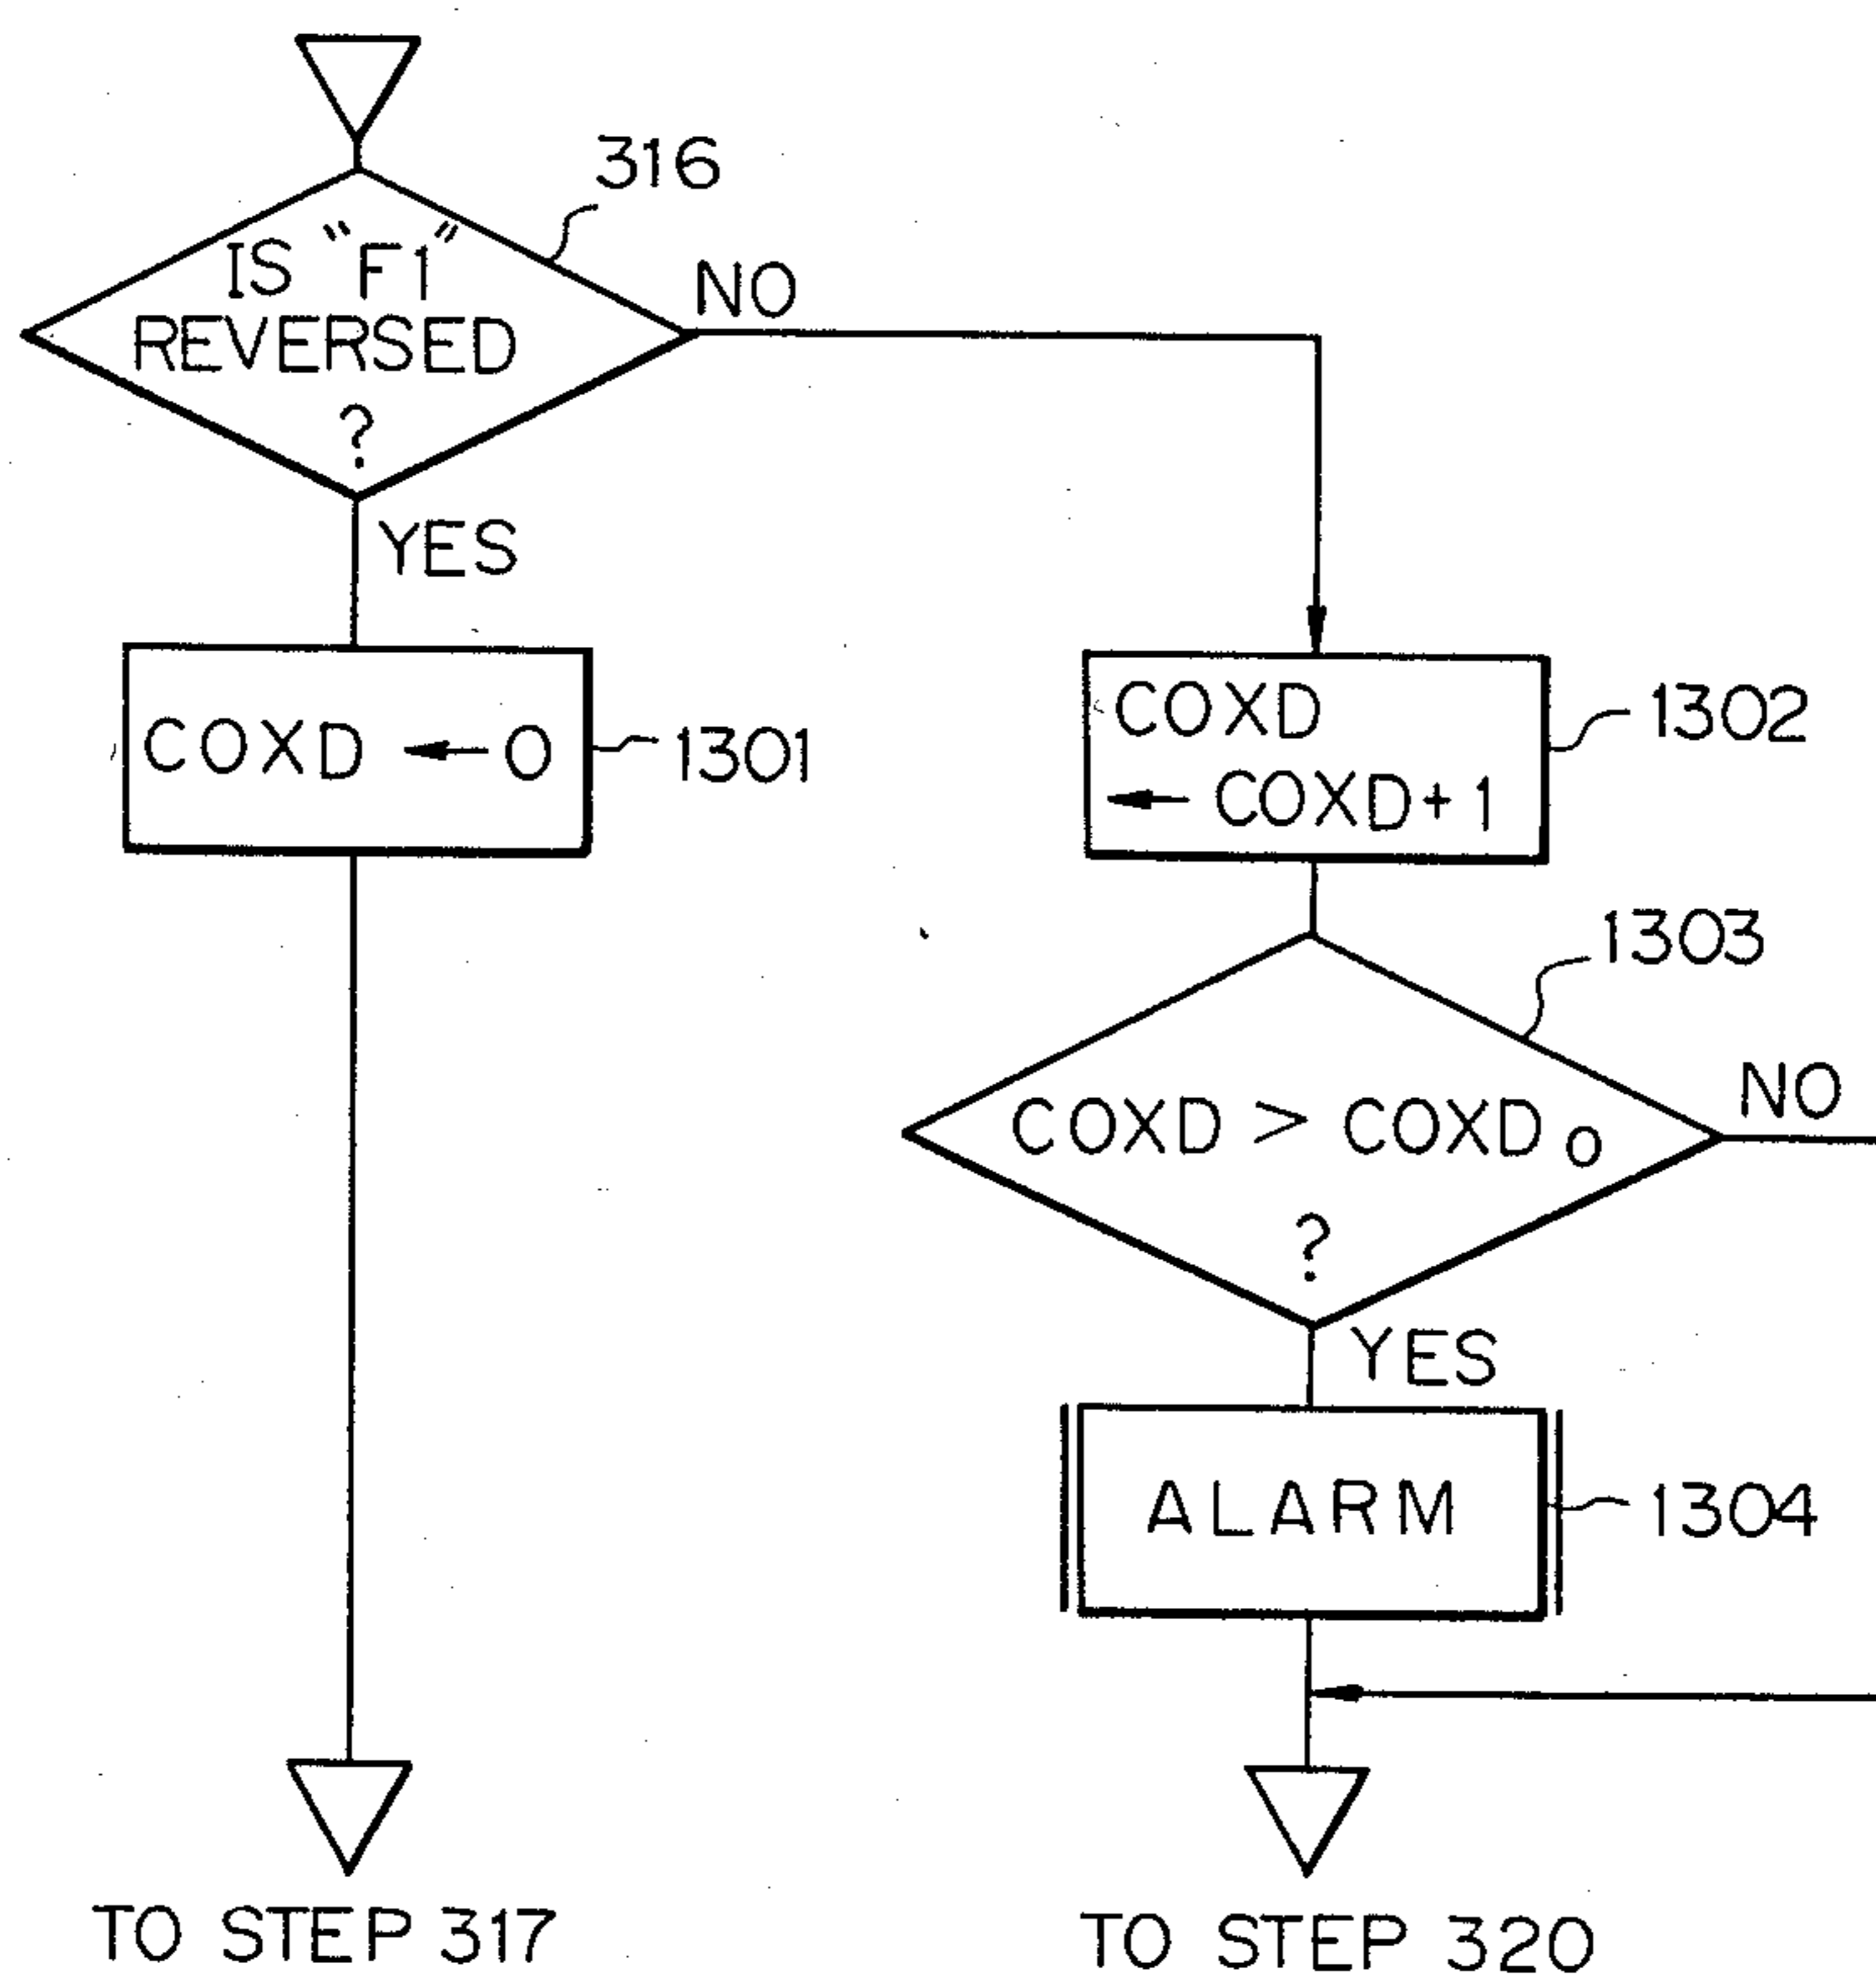 316
IS "F1"
REVERSED
?
NO
YES
COXD ← 0
1301
COXD
← COXD+1
1302
1303
COXD > COXD₀
?
NO
YES
ALARM
1304
TO STEP 317
TO STEP 320